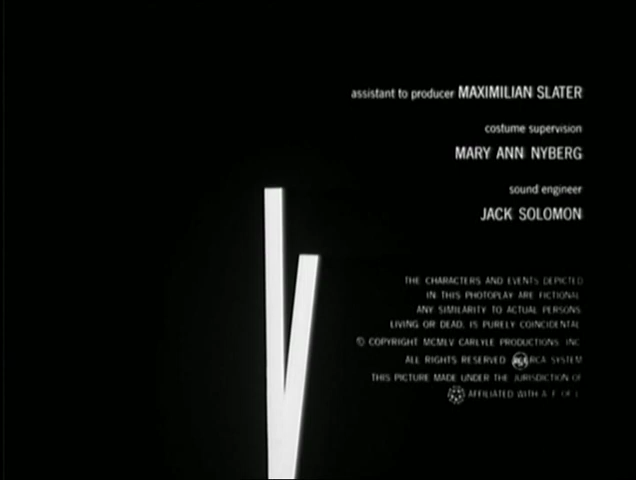 assistant to producer MAXIMILIAN SLATER
costume supervision
MARY ANN NYBERG
sound engineer
JACK SOLOMON
THE CHARACTERS AND EVENTS DEPICTED
IN THIS PHOTOPLAY ARE FICTIONAL
ANY SIMILARITY TO ACTUAL PERSONS
LIVING OR DEAD, IS PURELY COINCIDENTAL
© COPYRIGHT MCMLV CARLYLE PRODUCTIONS, INC
ALL RIGHTS RESERVED RCA RCA SYSTEM
THIS PICTURE MADE UNDER THE JURISDICTION OF
AFFILIATED WITH A. F. OF L.